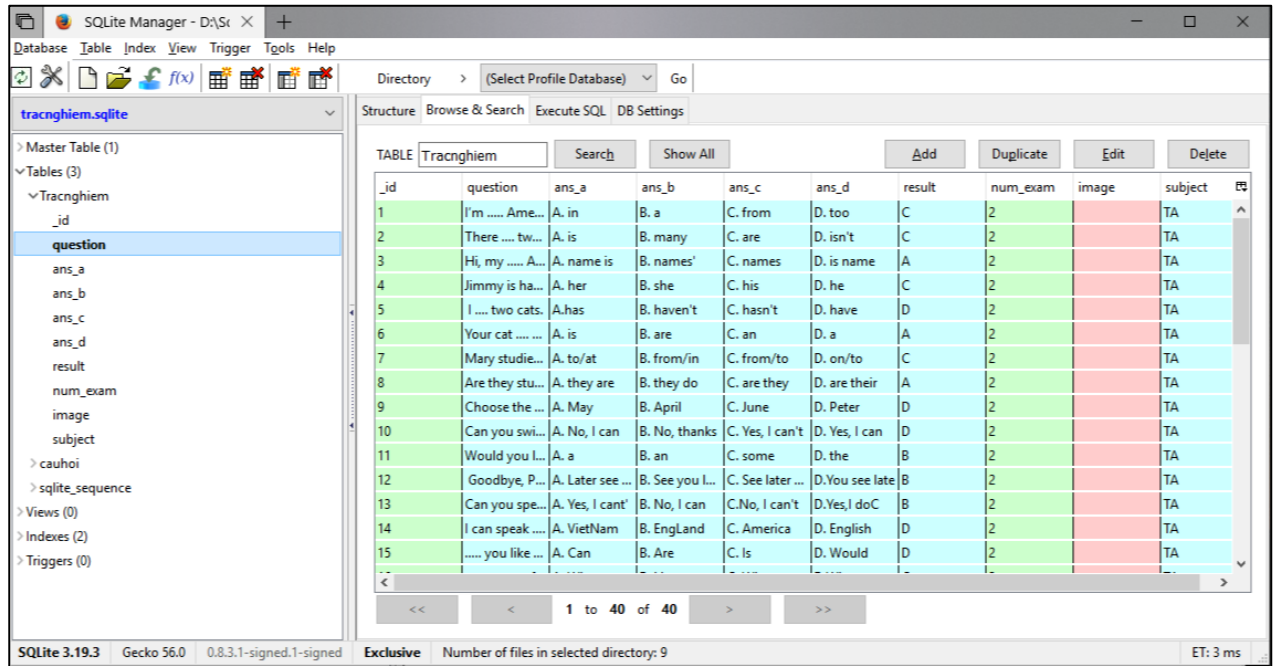 SQLite Manager - D:\Sc
Database Table Index View Trigger Tools Help
f(x) Directory > (Select Profile Database) Go
tracnghiem.sqlite
Structure Browse & Search Execute SQL DB Settings
Master Table (1)
Tables (3)
Tracnghiem
_id
question
ans_a
ans_b
ans_c
ans_d
result
num_exam
image
subject
cauhoi
sqlite_sequence
Views (0)
Indexes (2)
Triggers (0)
TABLE Tracnghiem Search Show All Add Duplicate Edit Delete
_id question ans_a ans_b ans_c ans_d result num_exam image subject
1 I'm ..... Ame... A. in B. a C. from D. too C 2 TA
2 There .... tw... A. is B. many C. are D. isn't C 2 TA
3 Hi, my ..... A... A. name is B. names' C. names D. is name A 2 TA
4 Jimmy is ha... A. her B. she C. his D. he C 2 TA
5 I .... two cats. A.has B. haven't C. hasn't D. have D 2 TA
6 Your cat .... ... A. is B. are C. an D. a A 2 TA
7 Mary studie... A. to/at B. from/in C. from/to D. on/to C 2 TA
8 Are they stu... A. they are B. they do C. are they D. are their A 2 TA
9 Choose the ... A. May B. April C. June D. Peter D 2 TA
10 Can you swi... A. No, I can B. No, thanks C. Yes, I can't D. Yes, I can D 2 TA
11 Would you l... A. a B. an C. some D. the B 2 TA
12 Goodbye, P... A. Later see ... B. See you l... C. See later ... D.You see late B 2 TA
13 Can you spe... A. Yes, I cant' B. No, I can C.No, I can't D.Yes,I doC B 2 TA
14 I can speak .... A. VietNam B. EngLand C. America D. English D 2 TA
15 ..... you like ... A. Can B. Are C. Is D. Would D 2 TA
<< < 1 to 40 of 40 > >>
SQLite 3.19.3 Gecko 56.0 0.8.3.1-signed.1-signed Exclusive Number of files in selected directory: 9 ET: 3 ms